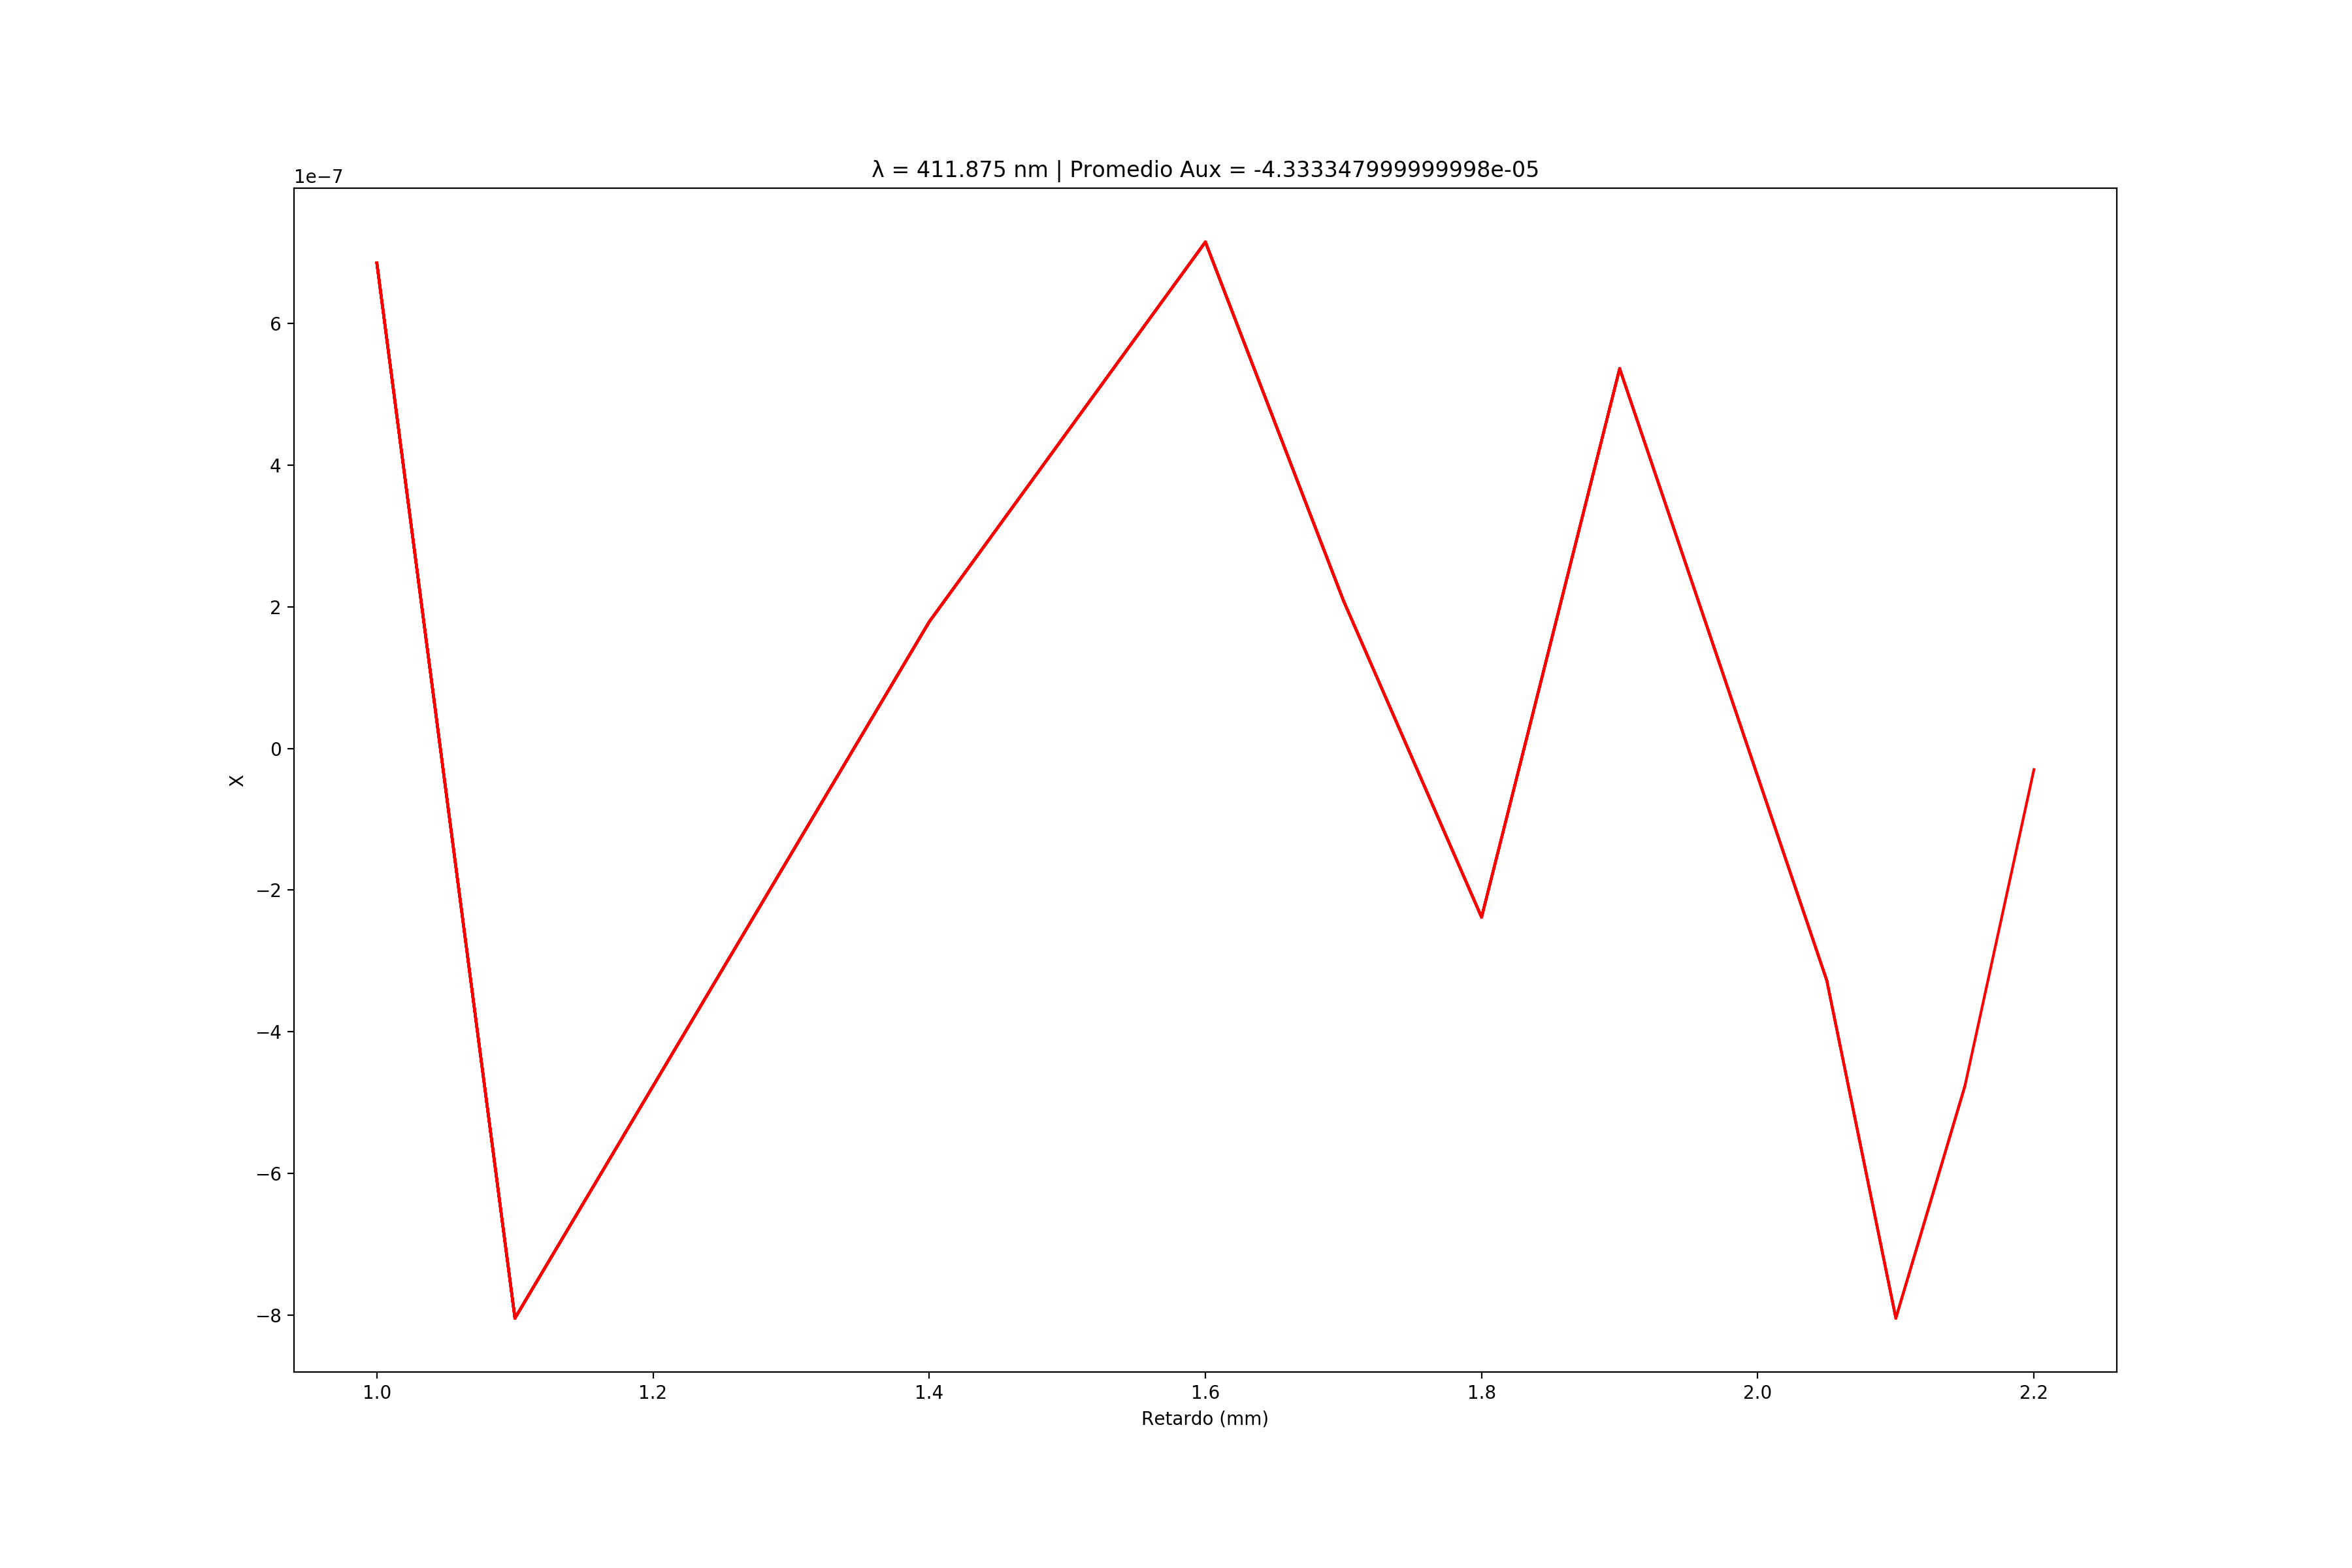 λ = 411.875 nm | Promedio Aux = -4.333347999999998e-05
1e−7
6
4
2
0
−2
−4
−6
−8
X
1.0 1.2 1.4 1.6 1.8 2.0 2.2
Retardo (mm)